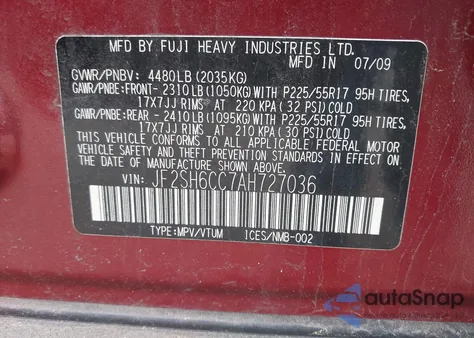 MFD BY FUJI HEAVY INDUSTRIES LTD.
MFD IN JAPAN 07/09
GVWR/PNBV: 4480LB (2035KG)
GAWR/PNBE:FRONT- 2310LB(1050KG)WITH P225/55R17 95H TIRES,
17X7JJ RIMS AT 220 KPA (32 PSI)COLD
GAWR/PNBE:REAR - 2410LB(1095KG)WITH P225/55R17 95H TIRES,
17X7JJ RIMS AT 210 KPA(30 PSI)COLD
THIS VEHICLE CONFORMS TO ALL APPLICABLE FEDERAL MOTOR
VEHICLE SAFETY AND THEFT PREVENTION STANDARDS IN
EFFECT ON THE DATE OF MANUFACTURE SHOWN ABOVE.
VIN: JF2SH6CC7AH727036
TYPE:MPV/VTUM ICES/NMB-002
autoSnap